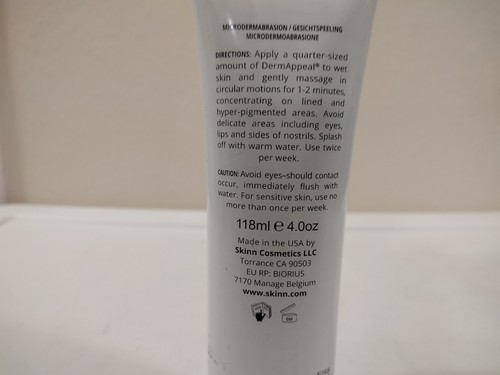 MICRODERMABRASION / GESICHTSPEELING
MICRODERMOABRASIONE
DIRECTIONS: Apply a quarter-sized
amount of DermAppeal* to wet
skin and gently massage in
circular motions for 1-2 minutes,
concentrating on lined and
hyper-pigmented areas. Avoid
delicate areas including eyes,
lips and sides of nostrils. Splash
off with warm water. Use twice
per week.
CAUTION: Avoid eyes–should contact
occur, immediately flush with
water. For sensitive skin, use no
more than once per week.
118ml e 4.0oz
Made in the USA by
Skinn Cosmetics LLC
Torrance CA 90503
EU RP: BIORIUS
7170 Manage Belgium
www.skinn.com